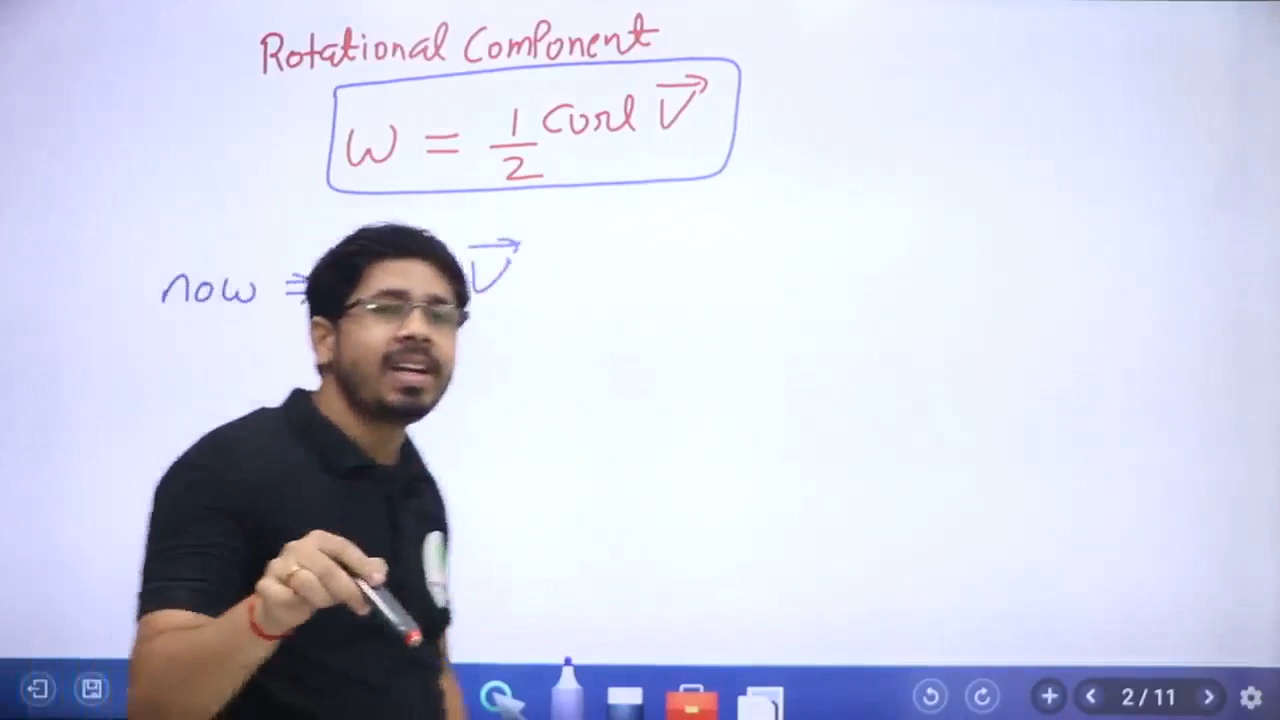 Rotational Component
ω = 1/2 Curl V⃗
now ⇒ V⃗
2 / 11